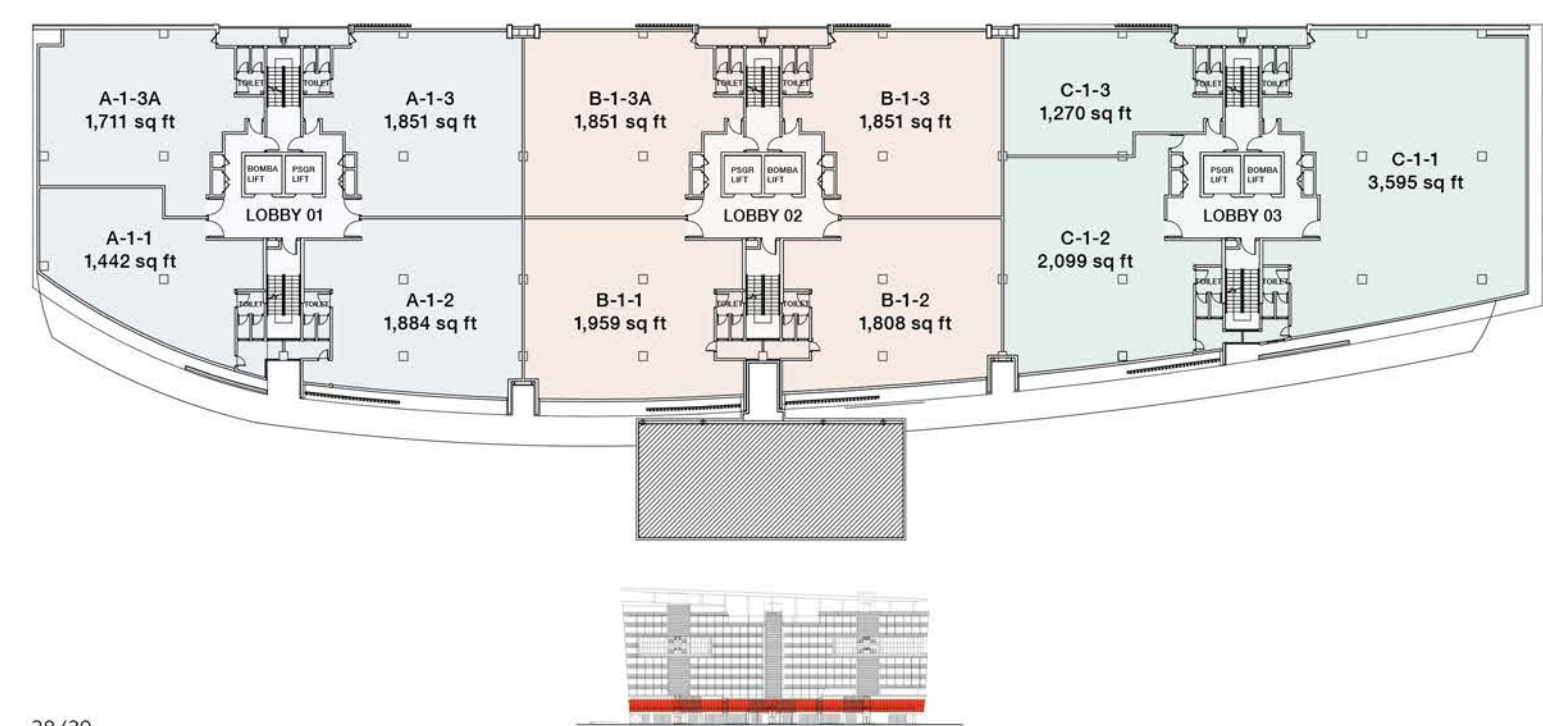 TOILET
TOILET
TOILET
TOILET
TOILET
TOILET
A-1-3A
1,711 sq ft
A-1-3
1,851 sq ft
B-1-3A
1,851 sq ft
B-1-3
1,851 sq ft
C-1-3
1,270 sq ft
C-1-1
3,595 sq ft
BOMBA
LIFT
PSGR
LIFT
PSGR
LIFT
BOMBA
LIFT
PSGR
LIFT
BOMBA
LIFT
LOBBY 01
LOBBY 02
LOBBY 03
A-1-1
1,442 sq ft
C-1-2
2,099 sq ft
A-1-2
1,884 sq ft
B-1-1
1,959 sq ft
B-1-2
1,808 sq ft
TOILET
TOILET
TOILET
TOILET
TOILET
TOILET